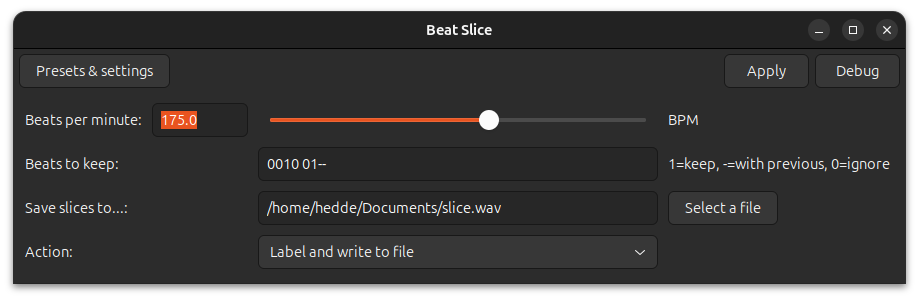 Beat Slice
Presets & settings Apply Debug
Beats per minute: 175.0 BPM
Beats to keep: 0010 01-- 1=keep, -=with previous, 0=ignore
Save slices to...: /home/hedde/Documents/slice.wav Select a file
Action: Label and write to file